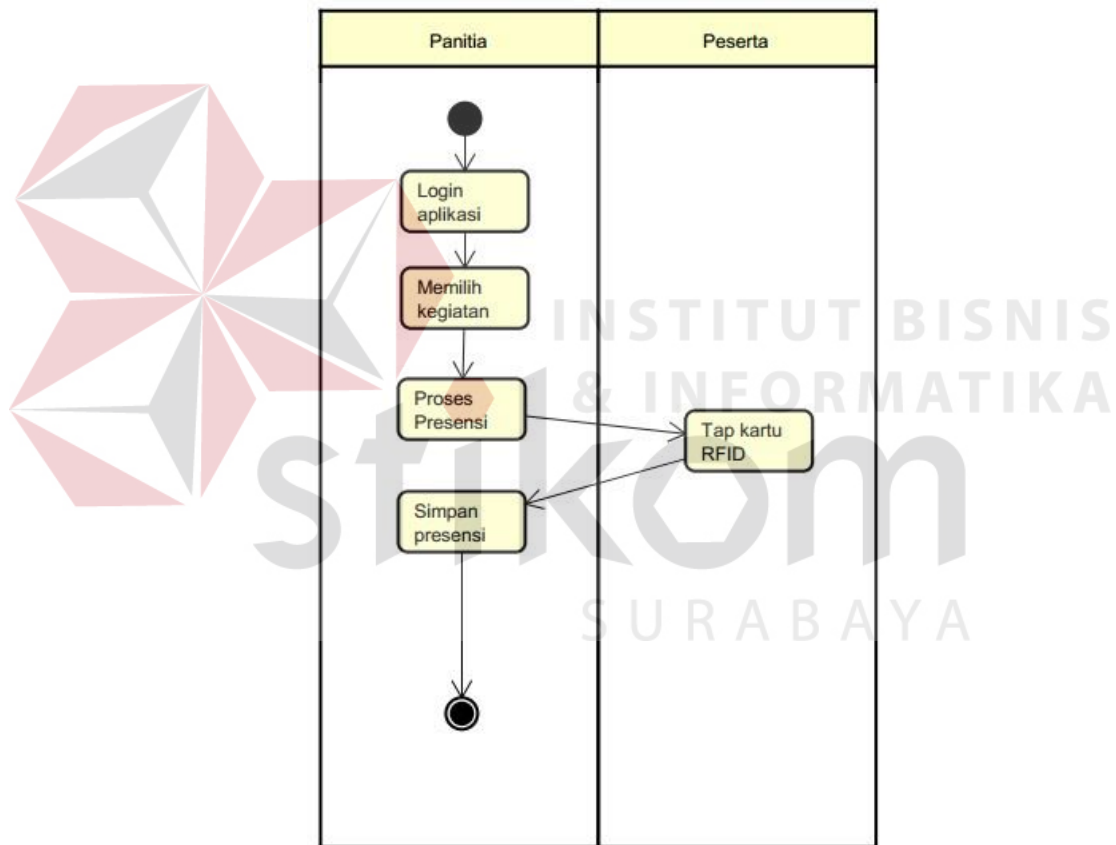 Panitia
Peserta
Login
aplikasi
Memilih
kegiatan
Proses
Presensi
Tap kartu
RFID
Simpan
presensi
INSTITUT BISNIS
& INFORMATIKA
stikom
SURABAYA